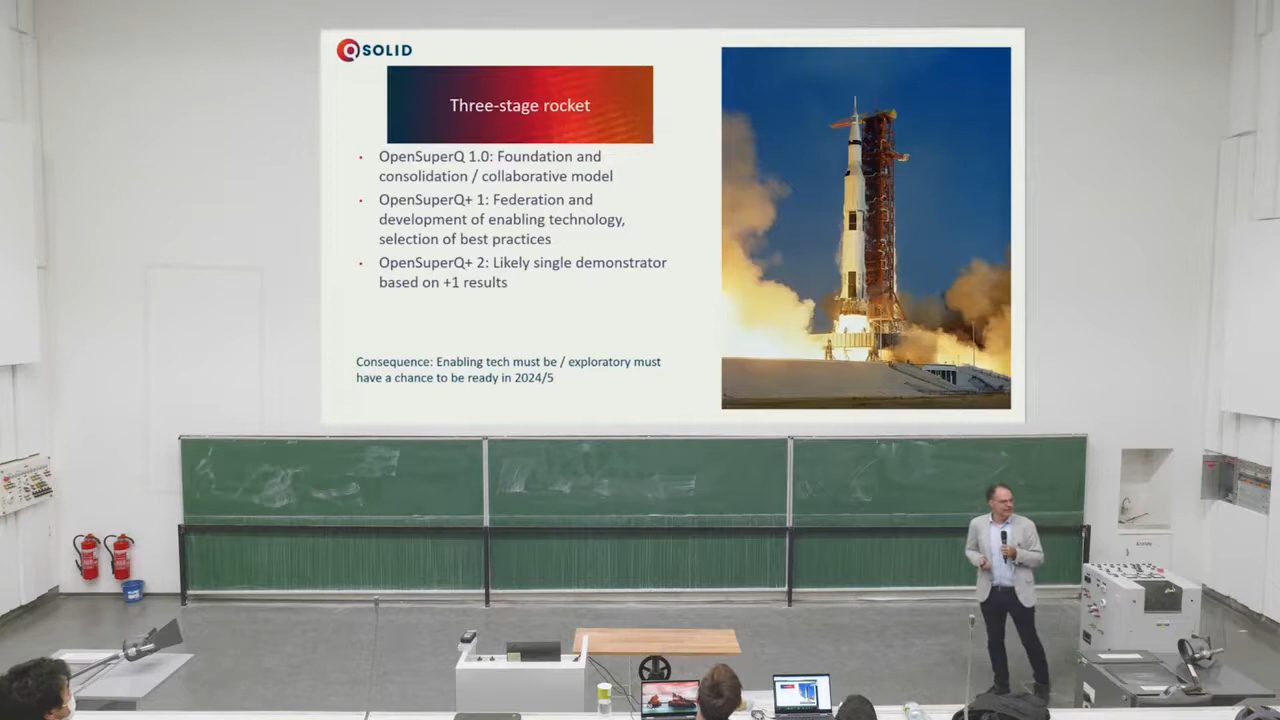 QSOLID
Three-stage rocket
• OpenSuperQ 1.0: Foundation and
consolidation / collaborative model
• OpenSuperQ+ 1: Federation and
development of enabling technology,
selection of best practices
• OpenSuperQ+ 2: Likely single demonstrator
based on +1 results
Consequence: Enabling tech must be / exploratory must
have a chance to be ready in 2024/5